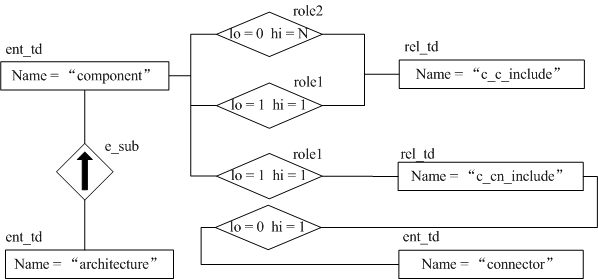 role2
lo = 0 hi = N
ent_td
rel_td
Name = “component”
Name = “c_c_include”
role1
lo = 1 hi = 1
e_sub
role1
rel_td
lo = 1 hi = 1
Name = “c_cn_include”
lo = 0 hi = 1
ent_td
ent_td
Name = “architecture”
Name = “connector”